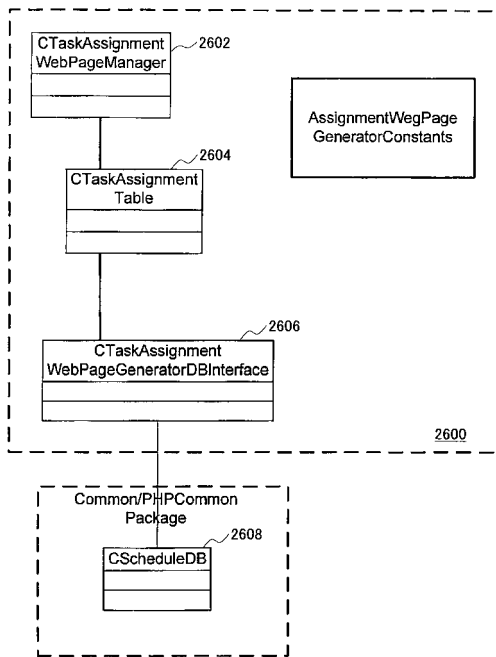 CTaskAssignment
WebPageManager
2602
AssignmentWegPage
GeneratorConstants
2604
CTaskAssignment
Table
2606
CTaskAssignment
WebPageGeneratorDBInterface
2600
Common/PHPCommon
Package
2608
CScheduleDB